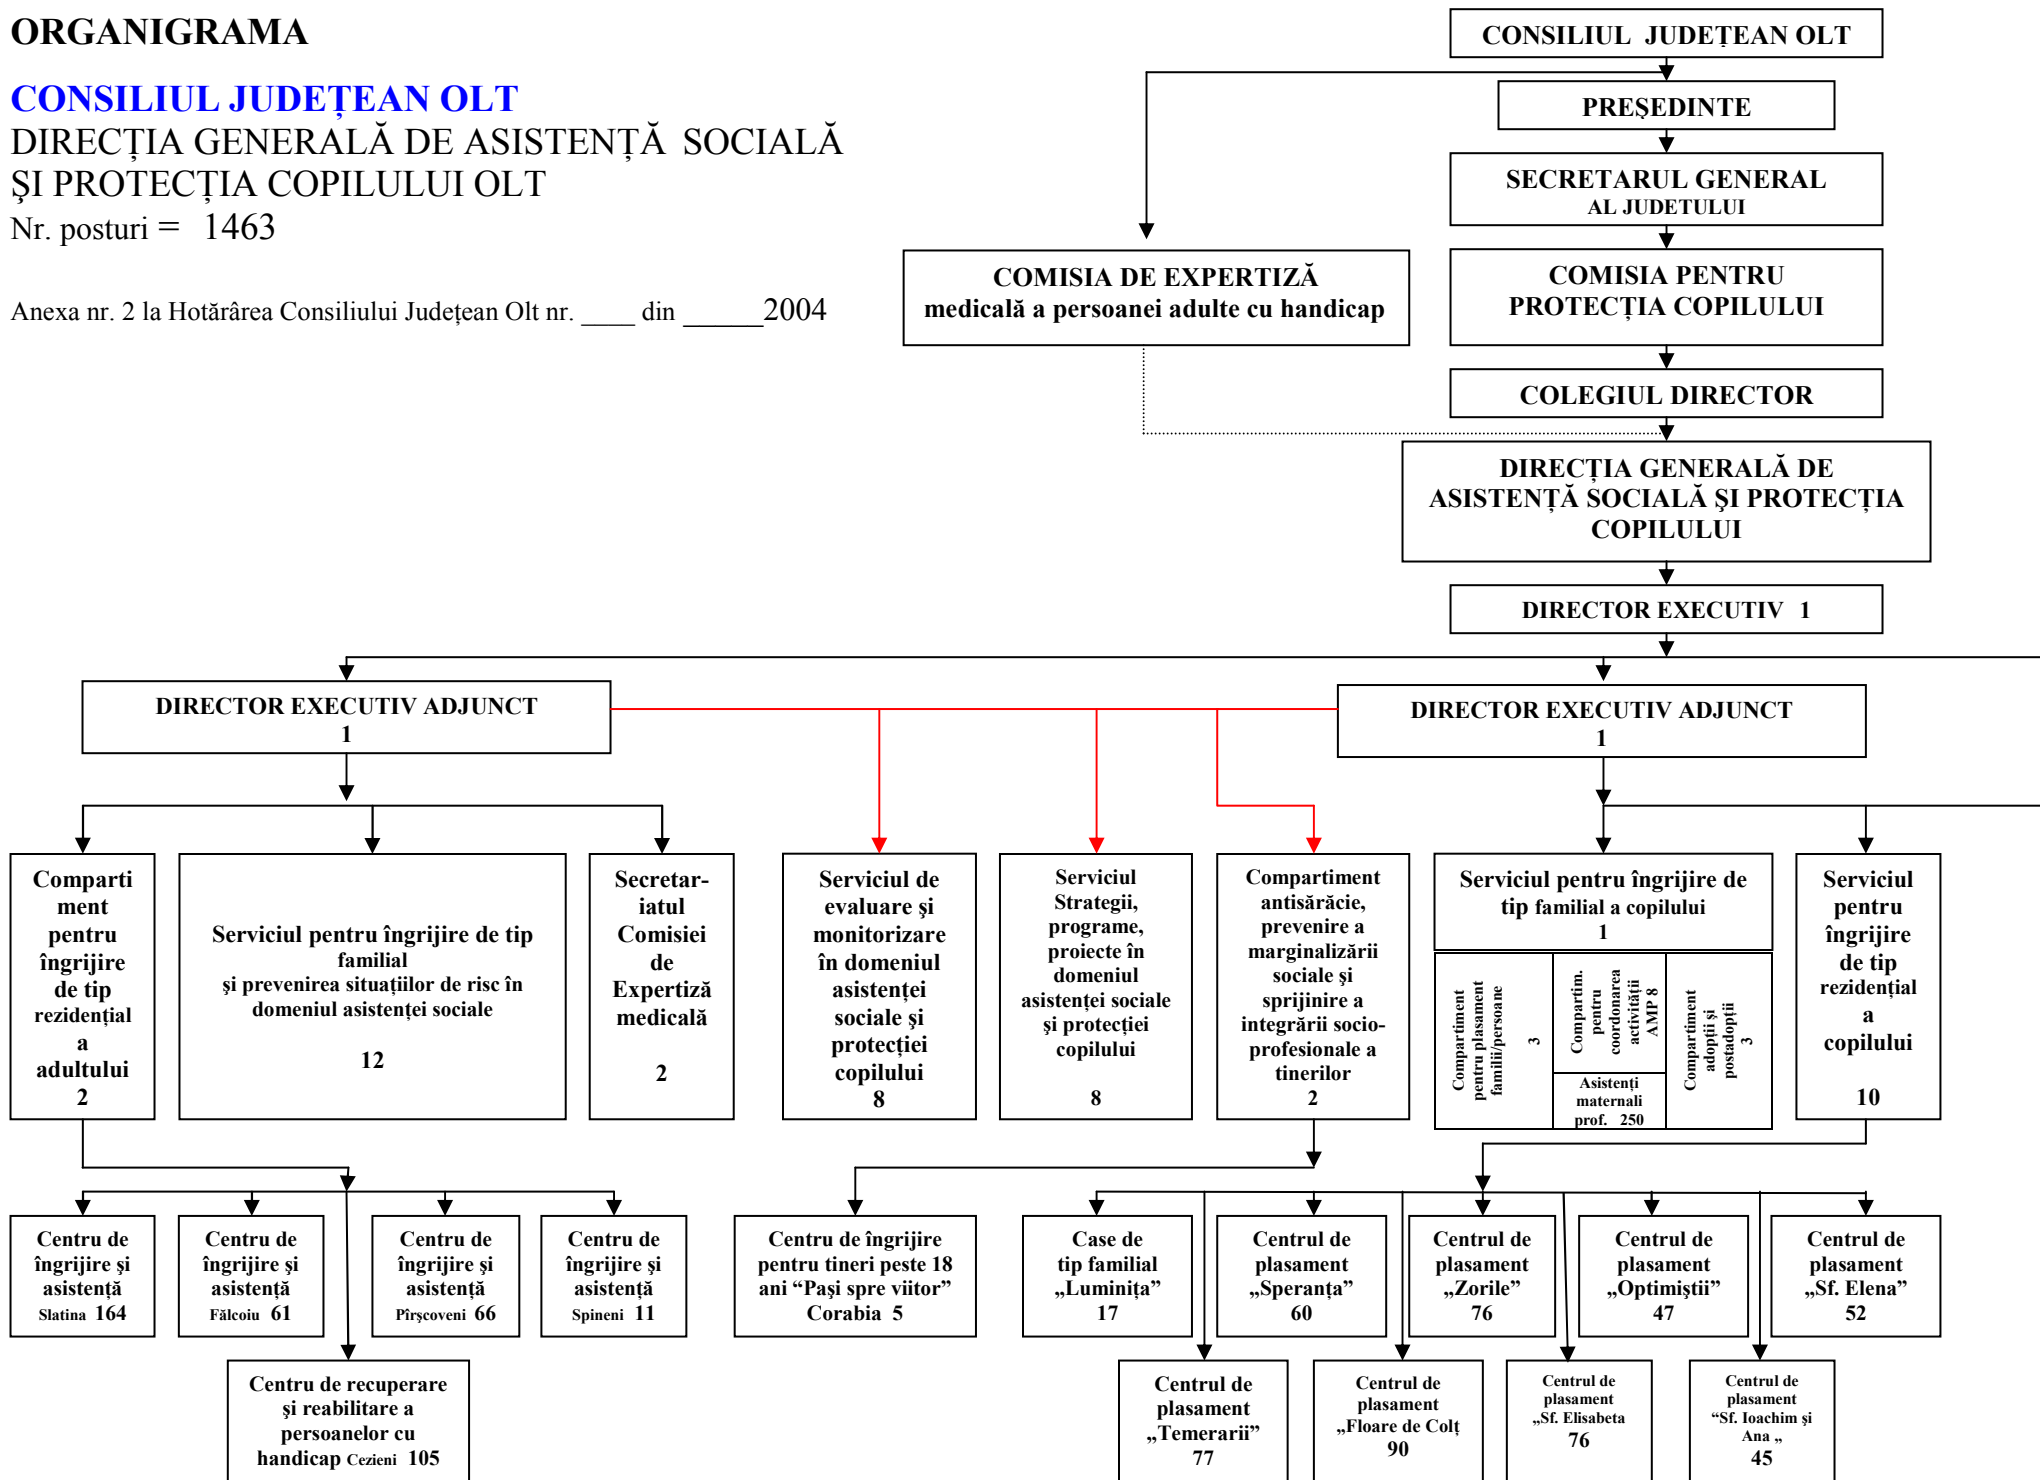 ORGANIGRAMA
CONSILIUL JUDEȚEAN OLT
DIRECȚIA GENERALĂ DE ASISTENȚĂ SOCIALĂ
ŞI PROTECȚIA COPILULUI OLT
Nr. posturi = 1463
Anexa nr. 2 la Hotărârea Consiliului Județean Olt nr. ____ din ______2004
CONSILIUL JUDEȚEAN OLT
PREŞEDINTE
SECRETARUL GENERAL
AL JUDETULUI
COMISIA DE EXPERTIZĂ
medicală a persoanei adulte cu handicap
COMISIA PENTRU
PROTECȚIA COPILULUI
COLEGIUL DIRECTOR
DIRECȚIA GENERALĂ DE
ASISTENȚĂ SOCIALĂ ŞI PROTECȚIA
COPILULUI
DIRECTOR EXECUTIV 1
DIRECTOR EXECUTIV ADJUNCT
1
DIRECTOR EXECUTIV ADJUNCT
1
Comparti
ment
pentru
îngrijire
de tip
rezidențial
a
adultului
2
Serviciul pentru îngrijire de tip
familial
şi prevenirea situațiilor de risc în
domeniul asistenței sociale
12
Secretar-
iatul
Comisiei
de
Expertiză
medicală
2
Serviciul de
evaluare şi
monitorizare
în domeniul
asistenței
sociale şi
protecției
copilului
8
Serviciul
Strategii,
programe,
proiecte în
domeniul
asistenței sociale
şi protecției
copilului
8
Compartiment
antisărăcie,
prevenire a
marginalizării
sociale şi
sprijinire a
integrării socio-
profesionale a
tinerilor
2
Serviciul pentru îngrijire de
tip familial a copilului
1
Compartiment
pentru plasament
familii/persoane
3
Compartim.
pentru
coordonarea
activității
AMP 8
Asistenți
maternali
prof. 250
Compartiment
adopții şi
postadopții
3
Serviciul
pentru
îngrijire
de tip
rezidențial
a
copilului
10
Centru de
îngrijire şi
asistență
Slatina 164
Centru de
îngrijire şi
asistență
Fălcoiu 61
Centru de
îngrijire şi
asistență
Pîrşcoveni 66
Centru de
îngrijire şi
asistență
Spineni 11
Centru de îngrijire
pentru tineri peste 18
ani “Paşi spre viitor”
Corabia 5
Case de
tip familial
„Luminița”
17
Centrul de
plasament
„Speranța”
60
Centrul de
plasament
„Zorile”
76
Centrul de
plasament
„Optimiştii”
47
Centrul de
plasament
„Sf. Elena”
52
Centru de recuperare
şi reabilitare a
persoanelor cu
handicap Cezieni 105
Centrul de
plasament
„Temerarii”
77
Centrul de
plasament
„Floare de Colț
90
Centrul de
plasament
„Sf. Elisabeta
76
Centrul de
plasament
“Sf. Ioachim şi
Ana „
45